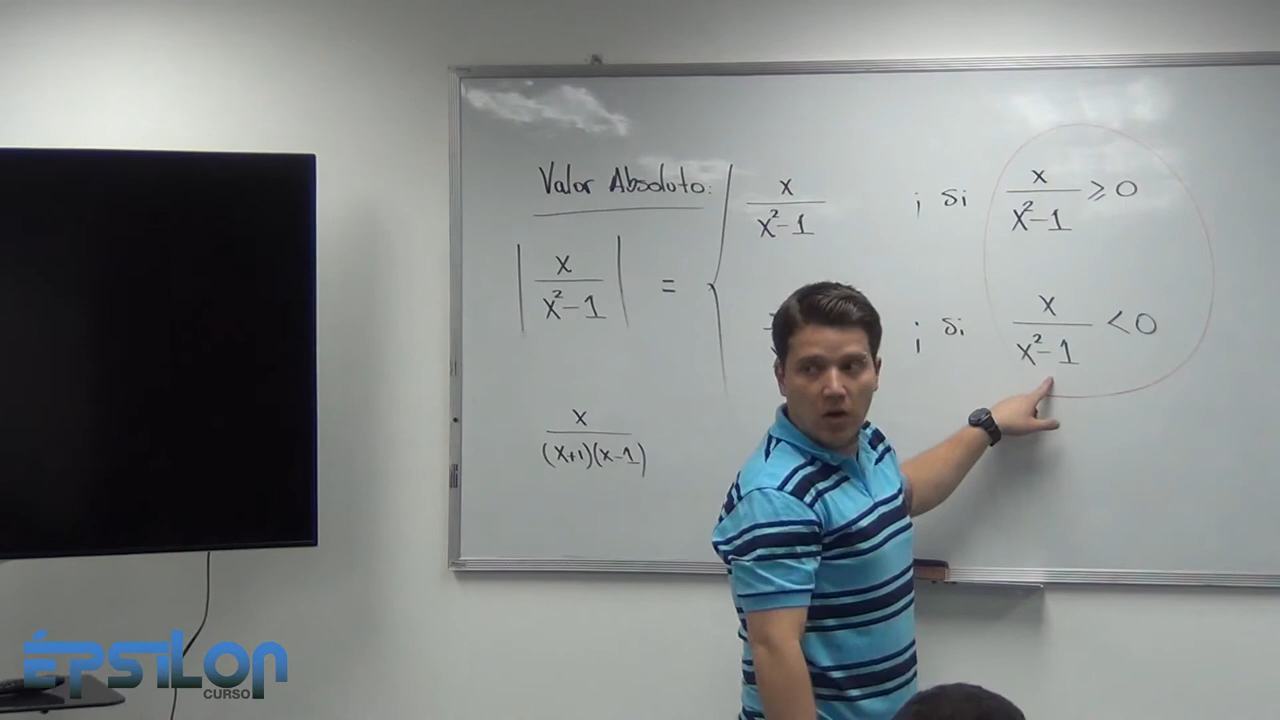 Valor Absoluto:
|x/(x²-1)| = { x/(x²-1) ; si x/(x²-1) ≥ 0
; si x/(x²-1) < 0
x/((x+1)(x-1))
ÉPSILON
CURSO